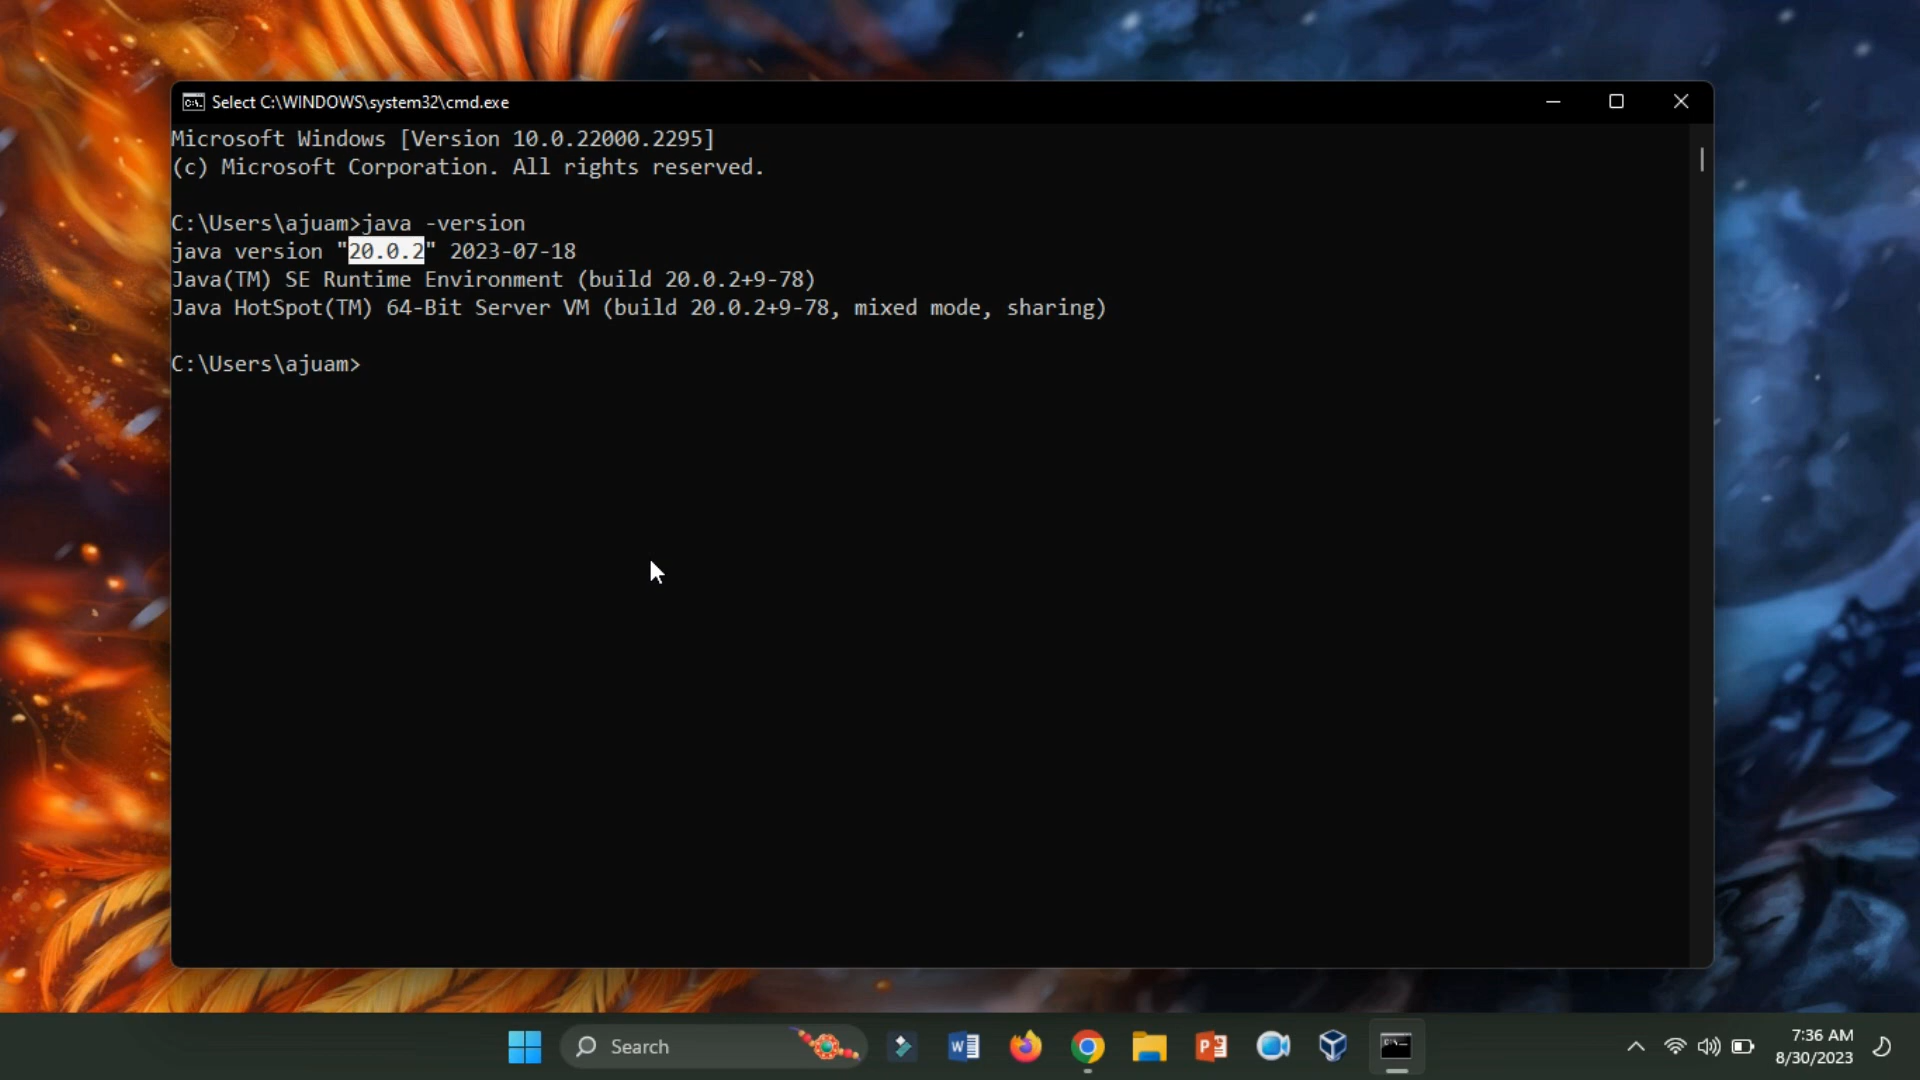 Select C:\WINDOWS\system32\cmd.exe
Microsoft Windows [Version 10.0.22000.2295]
(c) Microsoft Corporation. All rights reserved.
C:\Users\ajuam>java -version
java version "20.0.2" 2023-07-18
Java(TM) SE Runtime Environment (build 20.0.2+9-78)
Java HotSpot(TM) 64-Bit Server VM (build 20.0.2+9-78, mixed mode, sharing)
C:\Users\ajuam>
Search
7:36 AM
8/30/2023